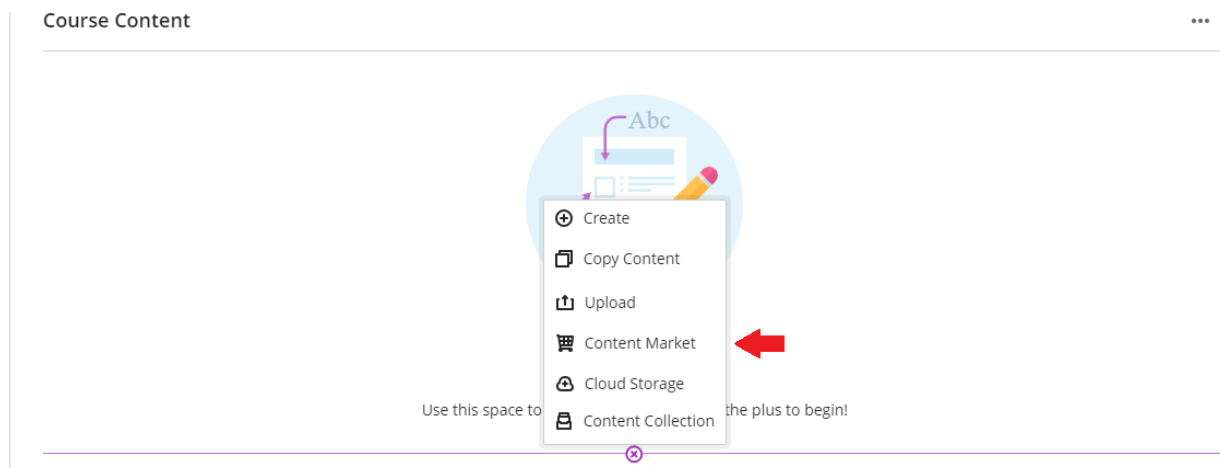 Course Content
Abc
Create
Copy Content
Upload
Content Market
Cloud Storage
Use this space to the plus to begin!
Content Collection